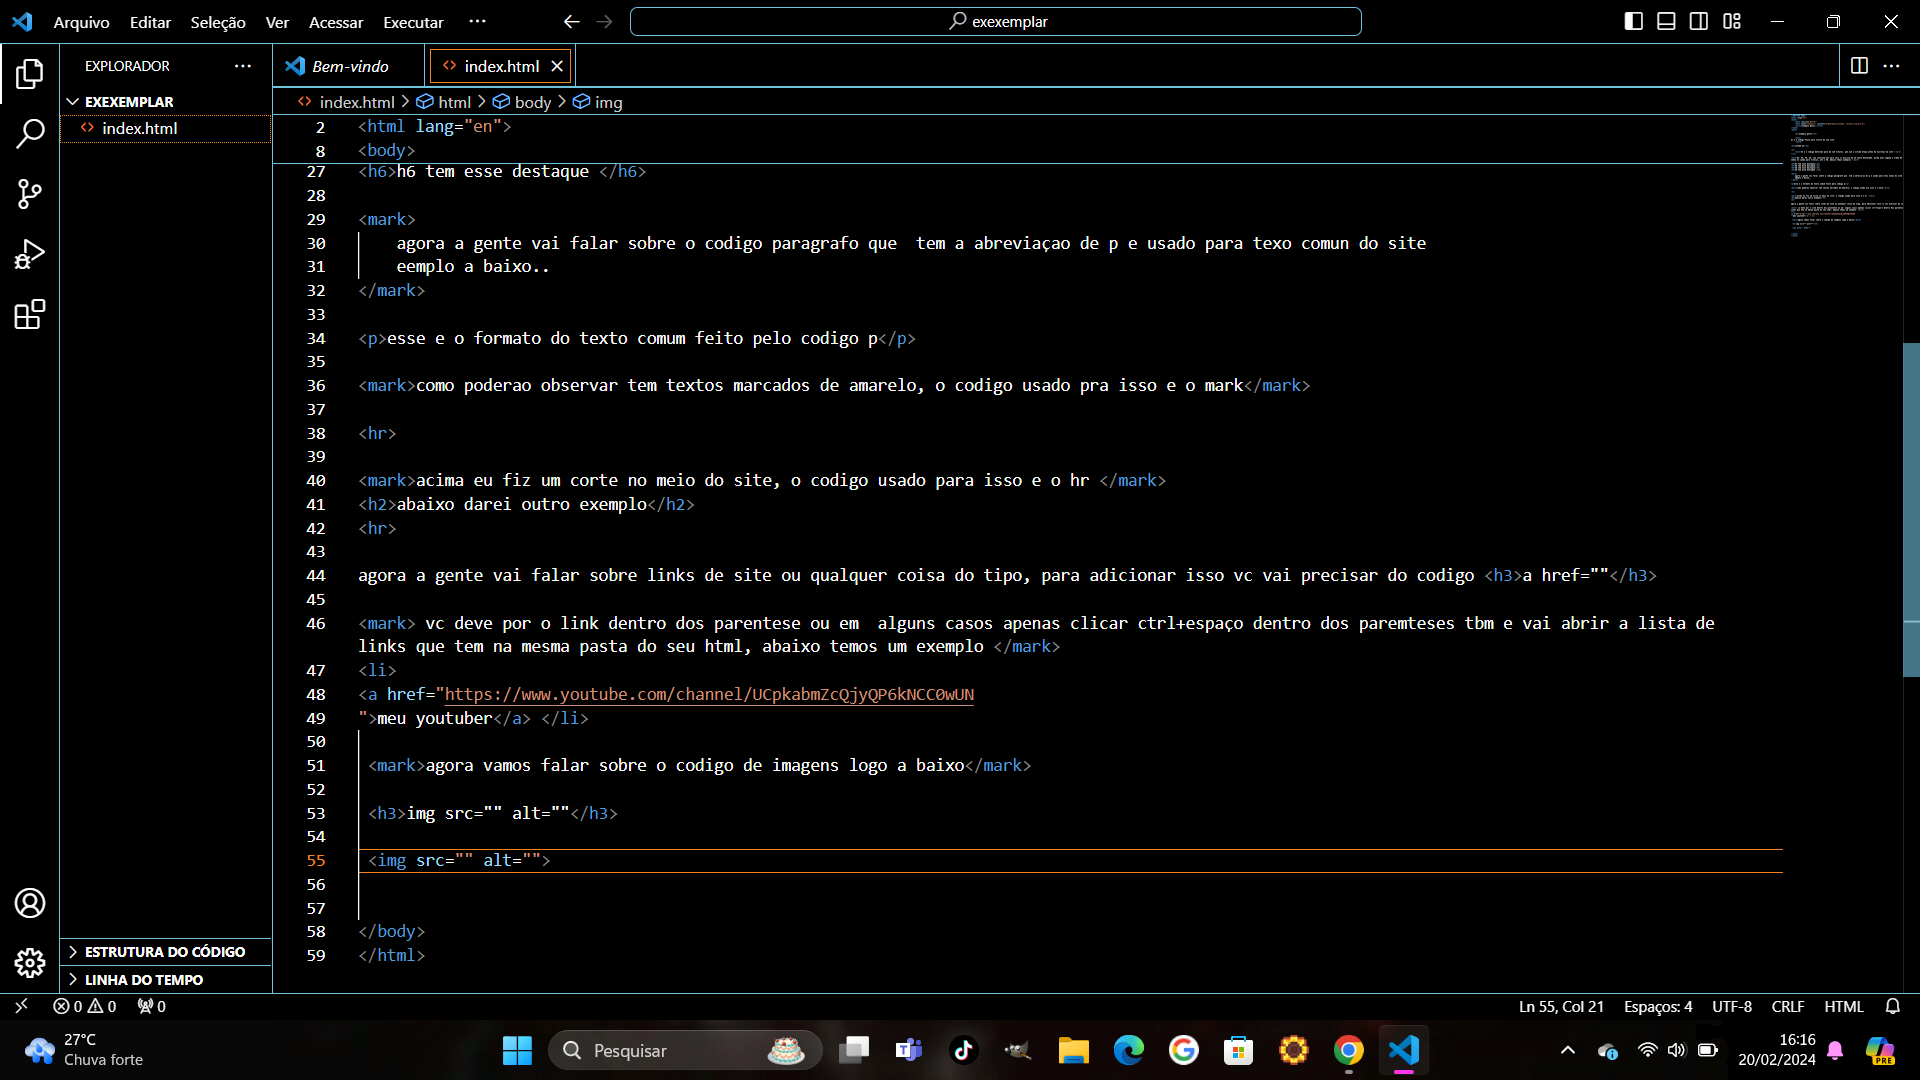 Arquivo Editar Seleção Ver Acessar Executar ··· exexemplar
EXPLORADOR ···
EXEXEMPLAR
index.html
ESTRUTURA DO CÓDIGO
LINHA DO TEMPO
Bem-vindo index.html
index.html > html > body > img
2 <html lang="en">
8 <body>
27 <h6>h6 tem esse destaque </h6>
28
29 <mark>
30 agora a gente vai falar sobre o codigo paragrafo que  tem a abreviaçao de p e usado para texo comun do site
31 eemplo a baixo..
32 </mark>
33
34 <p>esse e o formato do texto comum feito pelo codigo p</p>
35
36 <mark>como poderao observar tem textos marcados de amarelo, o codigo usado pra isso e o mark</mark>
37
38 <hr>
39
40 <mark>acima eu fiz um corte no meio do site, o codigo usado para isso e o hr </mark>
41 <h2>abaixo darei outro exemplo</h2>
42 <hr>
43
44 agora a gente vai falar sobre links de site ou qualquer coisa do tipo, para adicionar isso vc vai precisar do codigo <h3>a href=""</h3>
45
46 <mark> vc deve por o link dentro dos parentese ou em  alguns casos apenas clicar ctrl+espaço dentro dos paremteses tbm e vai abrir a lista de
links que tem na mesma pasta do seu html, abaixo temos um exemplo </mark>
47 <li>
48 <a href="https://www.youtube.com/channel/UCpkabmZcQjyQP6kNCC0wUN
49 ">meu youtuber</a> </li>
50
51 <mark>agora vamos falar sobre o codigo de imagens logo a baixo</mark>
52
53 <h3>img src="" alt=""</h3>
54
55 <img src="" alt="">
56
57
58 </body>
59 </html>
0 0 0 Ln 55, Col 21 Espaços: 4 UTF-8 CRLF HTML
27°C
Chuva forte
Pesquisar
16:16
20/02/2024
PRE